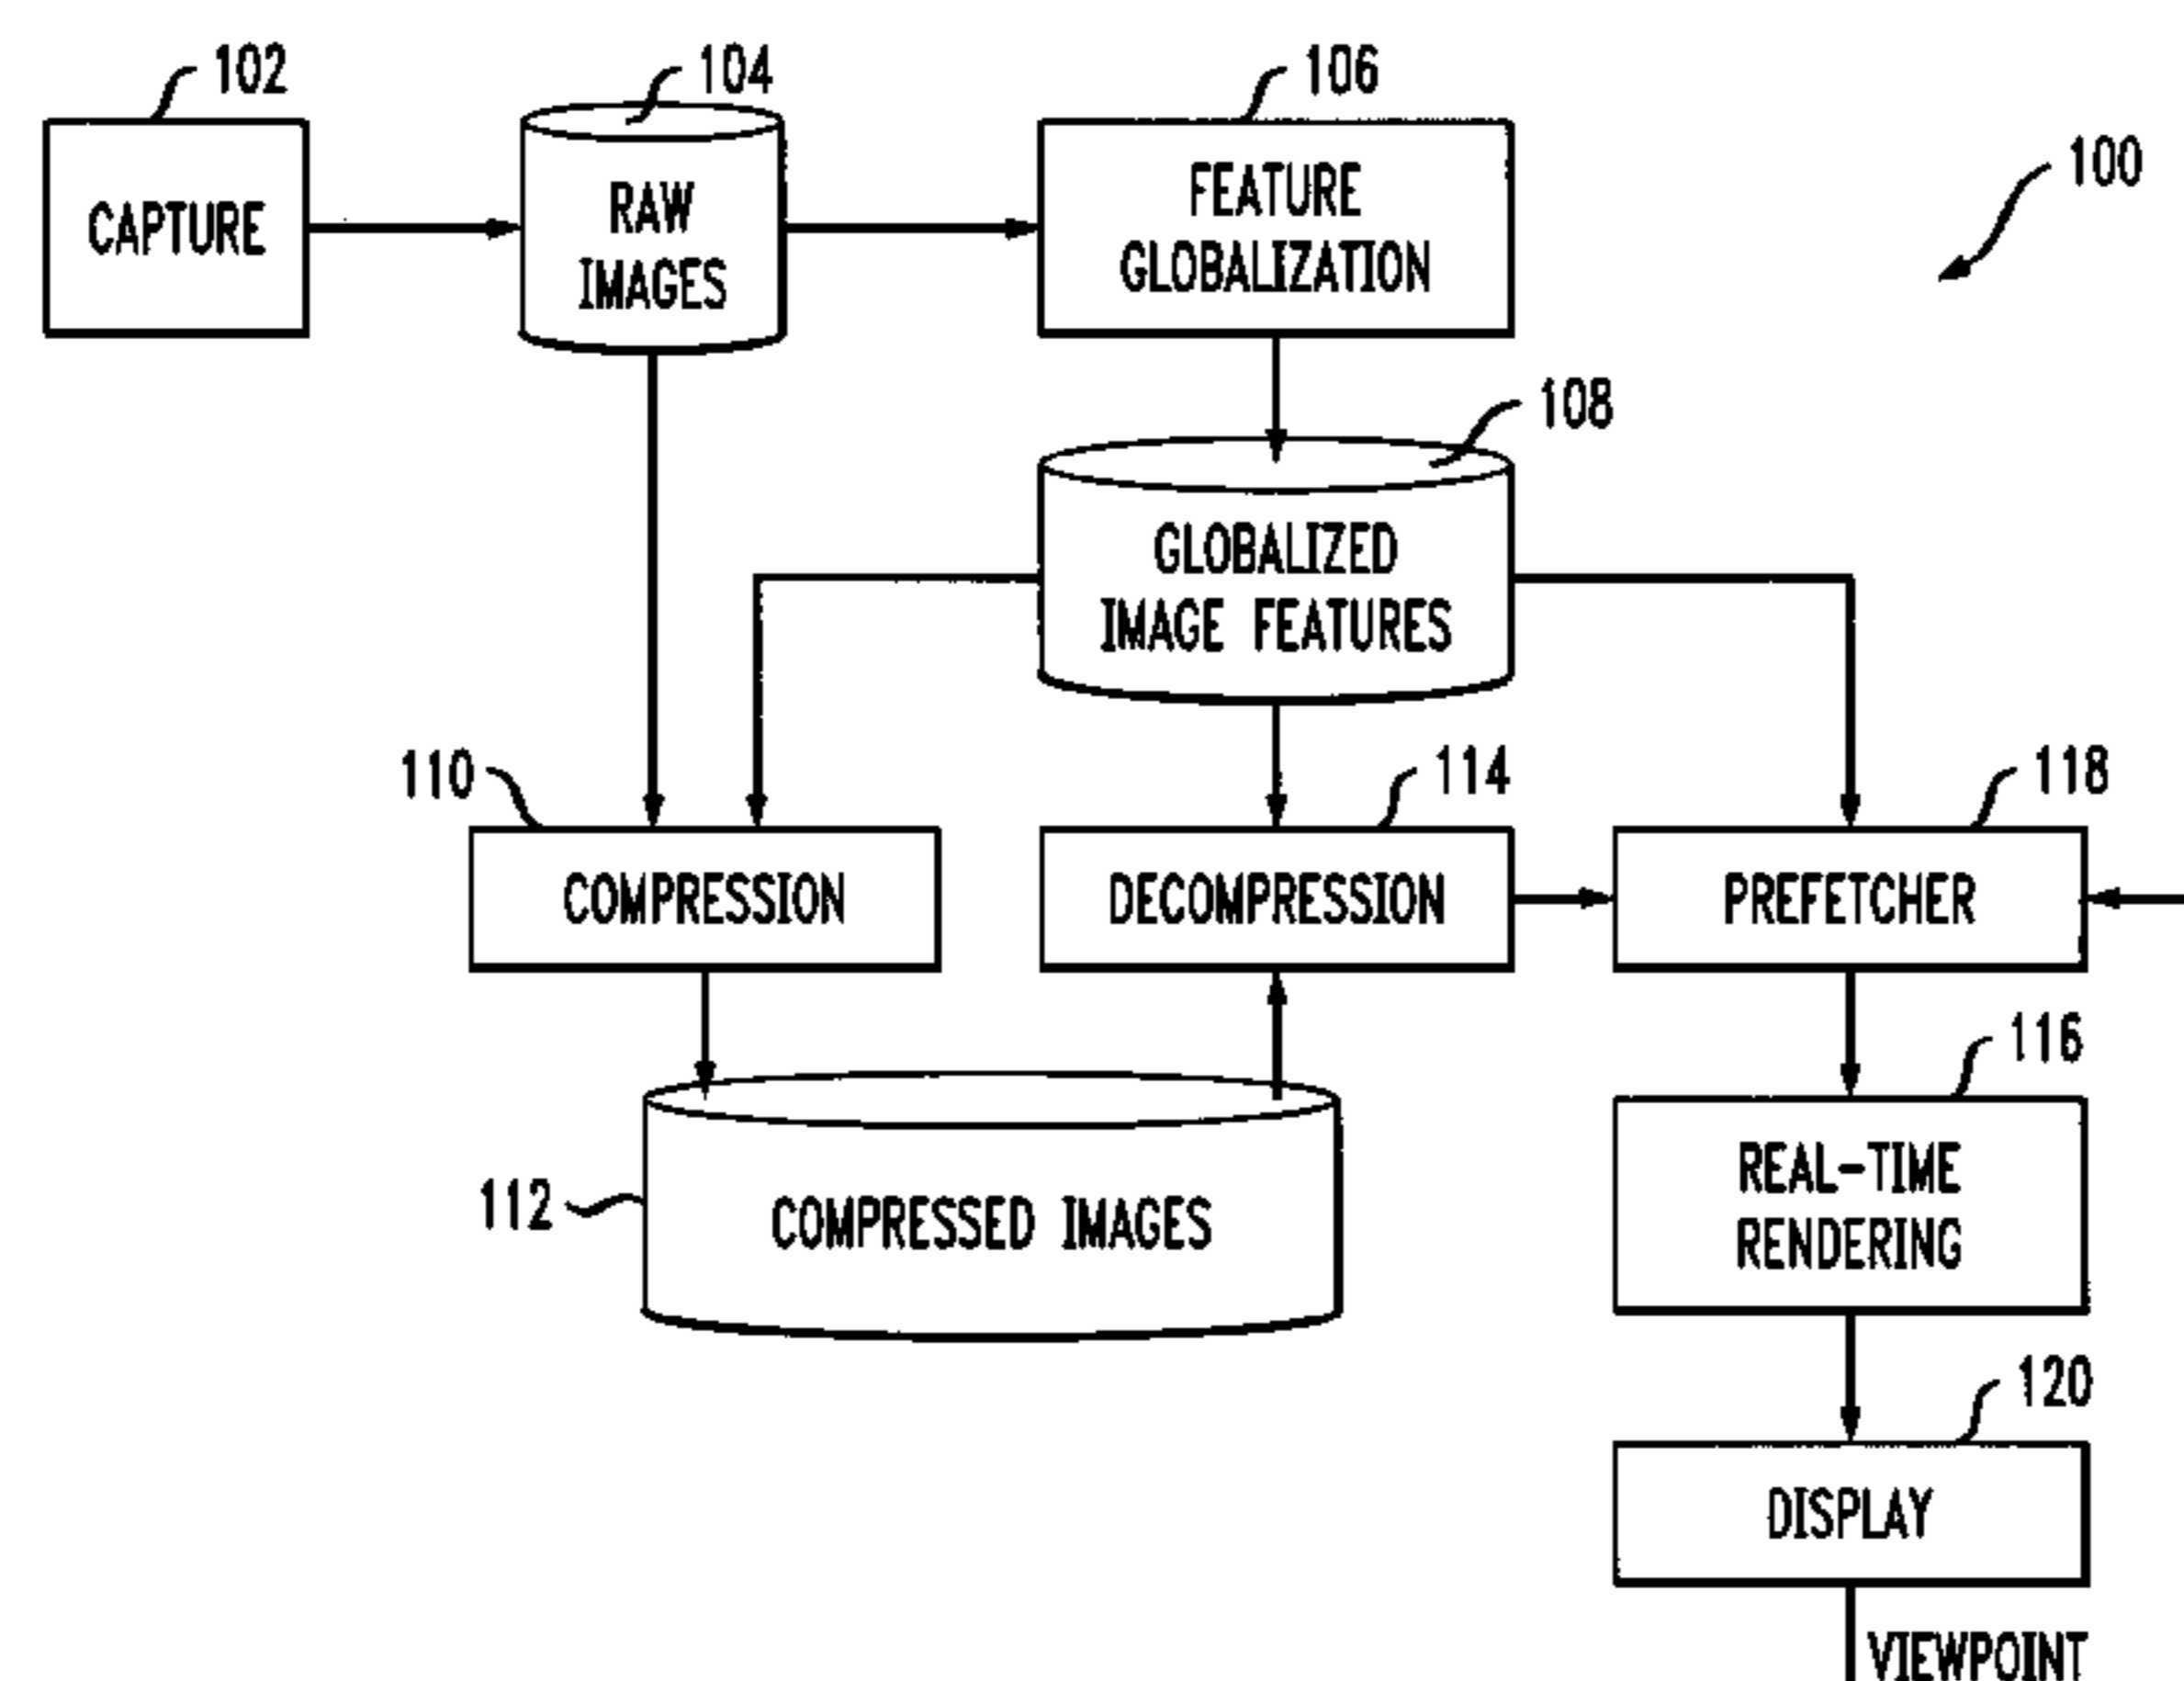 102
104
106
100
CAPTURE
RAW
IMAGES
FEATURE
GLOBALIZATION
108
GLOBALIZED
IMAGE FEATURES
110
114
118
COMPRESSION
DECOMPRESSION
PREFETCHER
116
112
COMPRESSED IMAGES
REAL-TIME
RENDERING
120
DISPLAY
VIEWPOINT